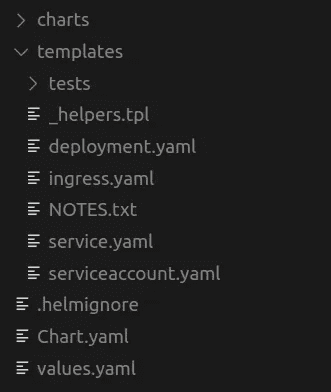 charts
templates
tests
_helpers.tpl
deployment.yaml
ingress.yaml
NOTES.txt
service.yaml
serviceaccount.yaml
.helmignore
Chart.yaml
values.yaml